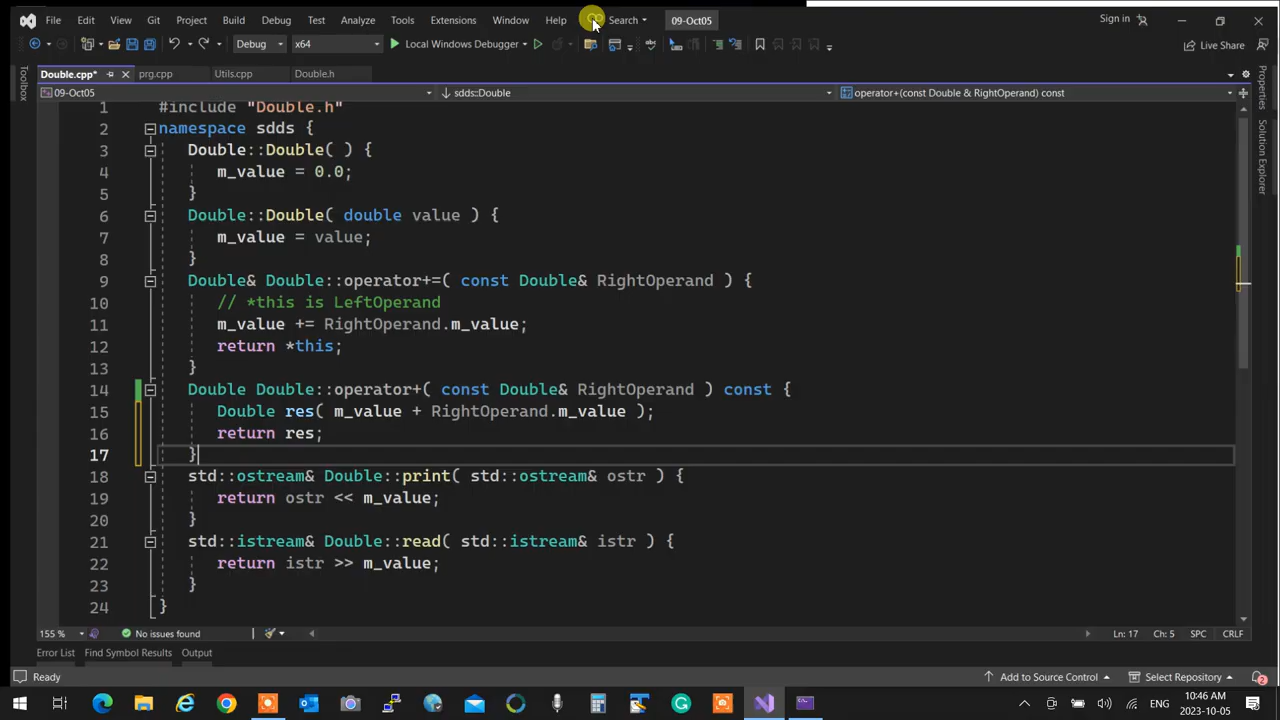 File Edit View Git Project Build Debug Test Analyze Tools Extensions Window Help Search 09-Oct05 Sign in
Debug x64 Local Windows Debugger Live Share
Toolbox
Double.cpp* prg.cpp Utils.cpp Double.h
09-Oct05 sdds::Double operator+(const Double & RightOperand) const
1 #include "Double.h"
2 namespace sdds {
3 Double::Double( ) {
4 m_value = 0.0;
5 }
6 Double::Double( double value ) {
7 m_value = value;
8 }
9 Double& Double::operator+=( const Double& RightOperand ) {
10 // *this is LeftOperand
11 m_value += RightOperand.m_value;
12 return *this;
13 }
14 Double Double::operator+( const Double& RightOperand ) const {
15 Double res( m_value + RightOperand.m_value );
16 return res;
17 }
18 std::ostream& Double::print( std::ostream& ostr ) {
19 return ostr << m_value;
20 }
21 std::istream& Double::read( std::istream& istr ) {
22 return istr >> m_value;
23 }
24 }
Properties
Solution Explorer
155 % No issues found Ln: 17 Ch: 5 SPC CRLF
Error List Find Symbol Results Output
Ready Add to Source Control Select Repository 2
ENG 10:46 AM
2023-10-05